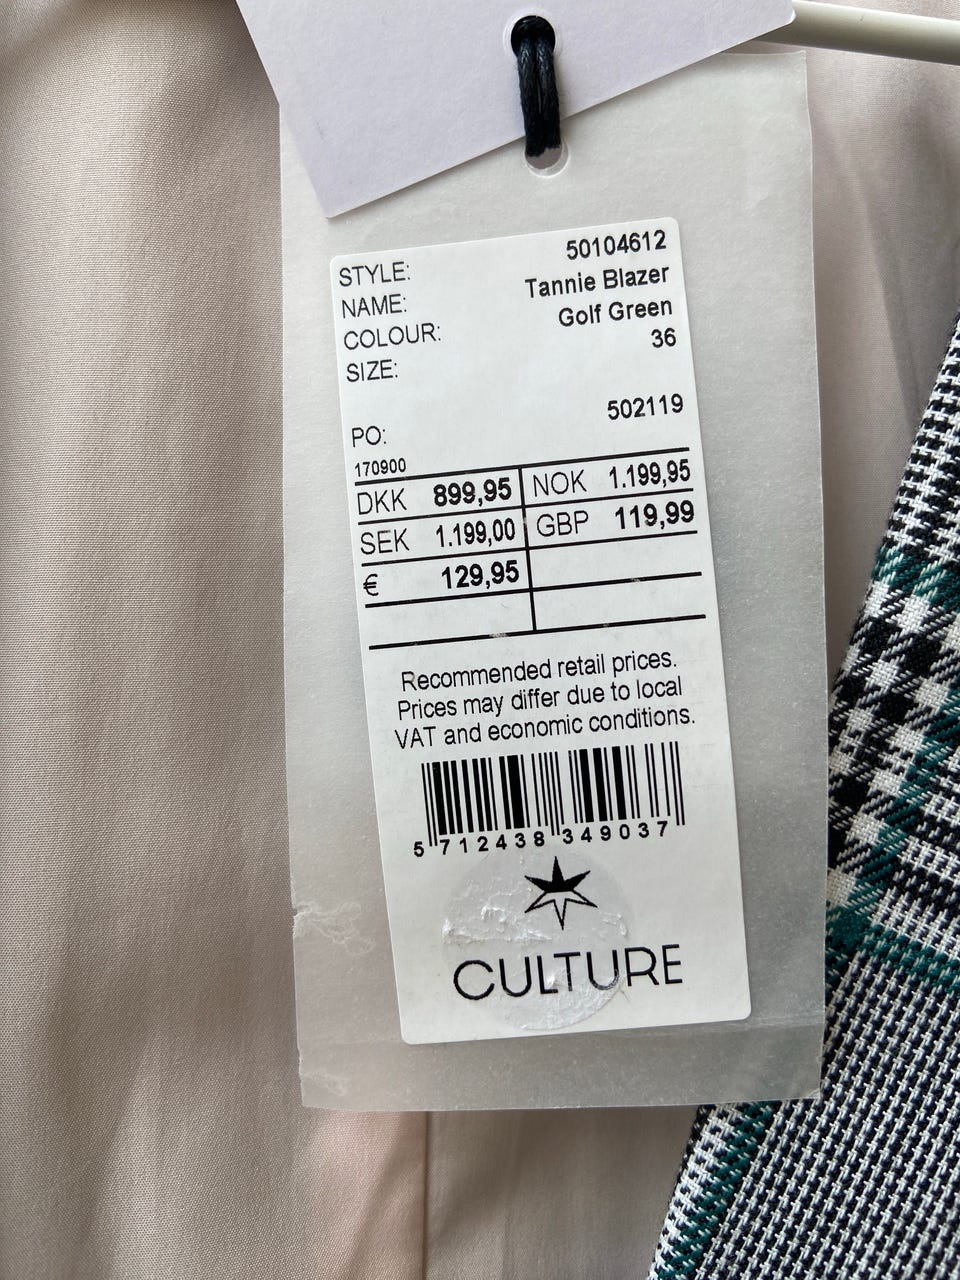 STYLE: 50104612
NAME: Tannie Blazer
COLOUR: Golf Green
SIZE: 36
PO: 502119
170900
DKK 899,95 NOK 1.199,95
SEK 1.199,00 GBP 119,99
€ 129,95
Recommended retail prices.
Prices may differ due to local
VAT and economic conditions.
5 712438 349037
CULTURE